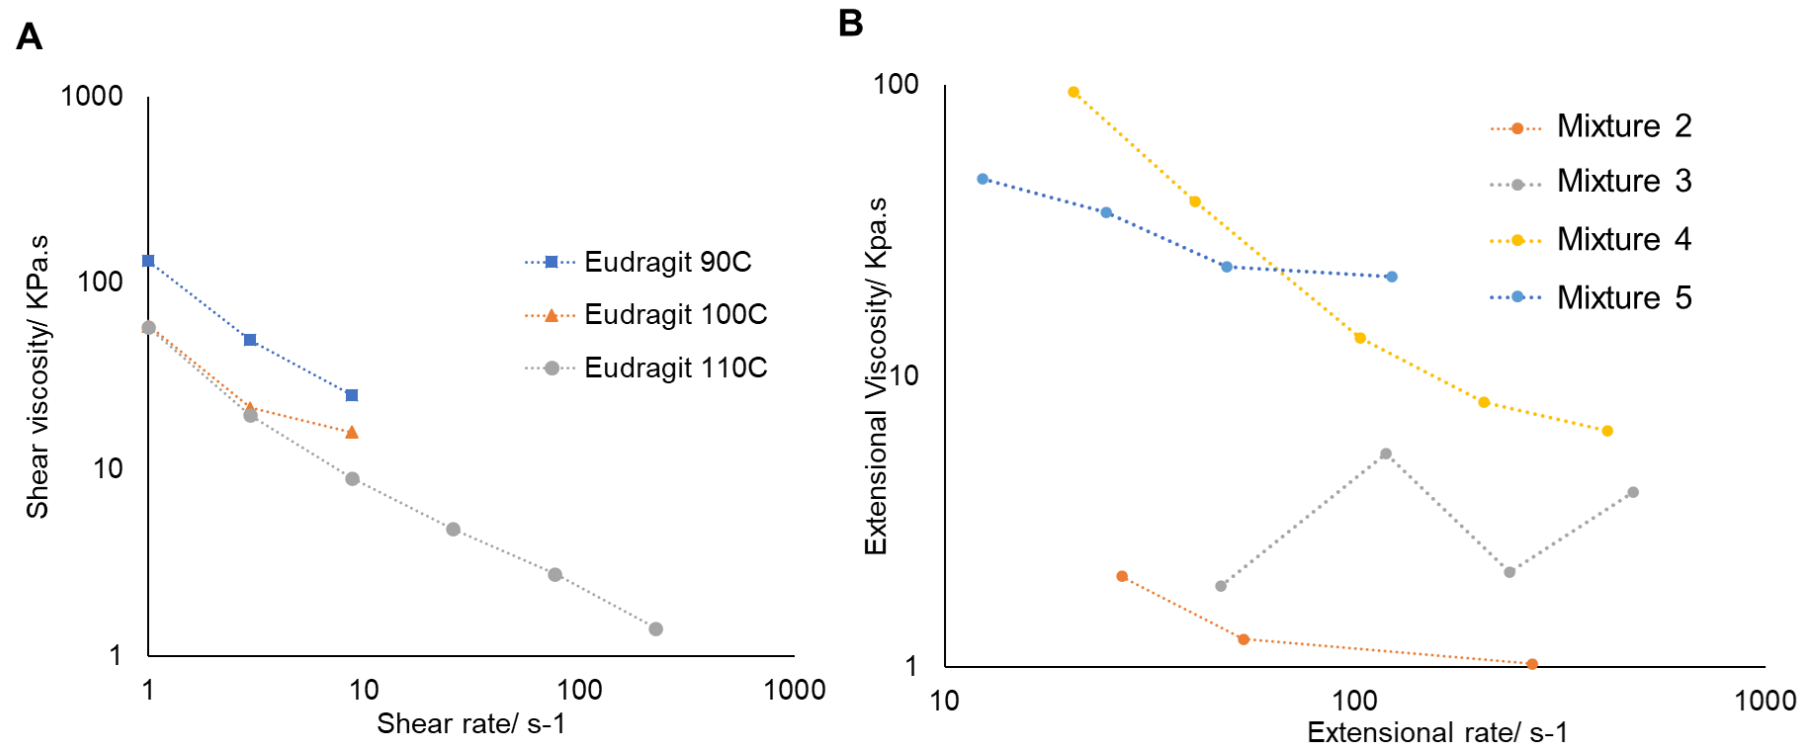 A
1000
100
10
1
Shear viscosity/ KPa.s
1 10 100 1000
Shear rate/ s-1
Eudragit 90C
Eudragit 100C
Eudragit 110C
B
100
10
1
Extensional Viscosity/ Kpa.s
10 100 1000
Extensional rate/ s-1
Mixture 2
Mixture 3
Mixture 4
Mixture 5